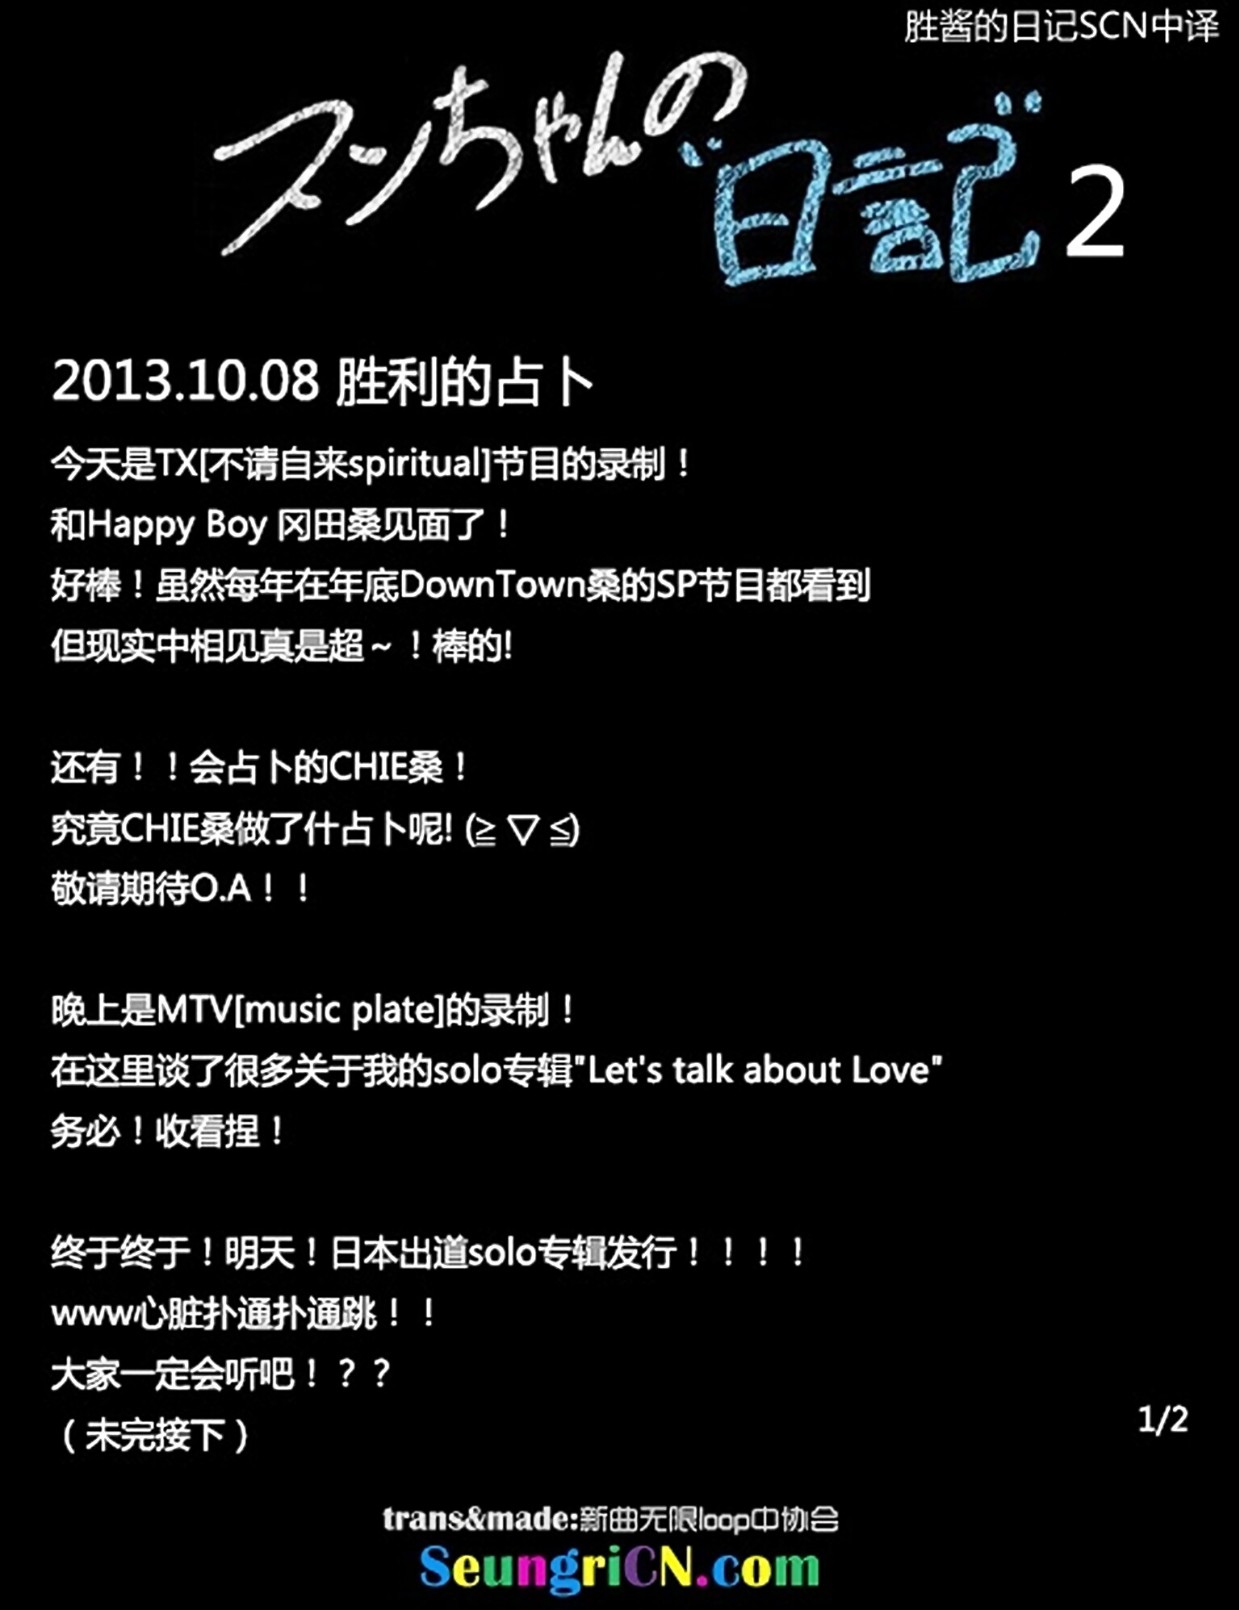 胜酱的日记SCN中译
スンちゃんの
日記2
2013.10.08 胜利的占卜
今天是TX[不请自来spiritual]节目的录制！
和Happy Boy 冈田桑见面了！
好棒！虽然每年在年底DownTown桑的SP节目都看到
但现实中相见真是超～！棒的!
还有！！会占卜的CHIE桑！
究竟CHIE桑做了什占卜呢! (≧ ▽ ≦)
敬请期待O.A！！
晚上是MTV[music plate]的录制！
在这里谈了很多关于我的solo专辑"Let's talk about Love"
务必！收看捏！
终于终于！明天！日本出道solo专辑发行！！！！
www心脏扑通扑通跳！！
大家一定会听吧！？？
（未完接下）
1/2
trans&made:新曲无限loop中协会
SeungriCN.com